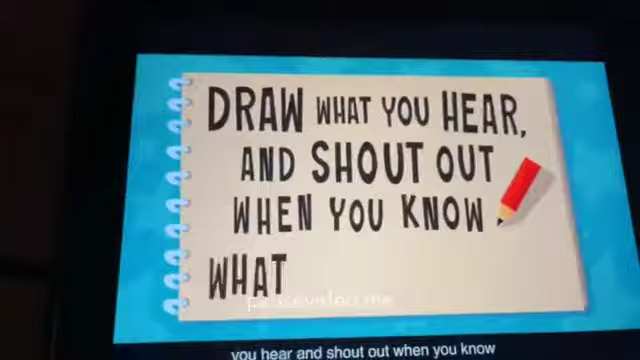 DRAW WHAT YOU HEAR,
AND SHOUT OUT
WHEN YOU KNOW
WHAT
you hear and shout out when you know